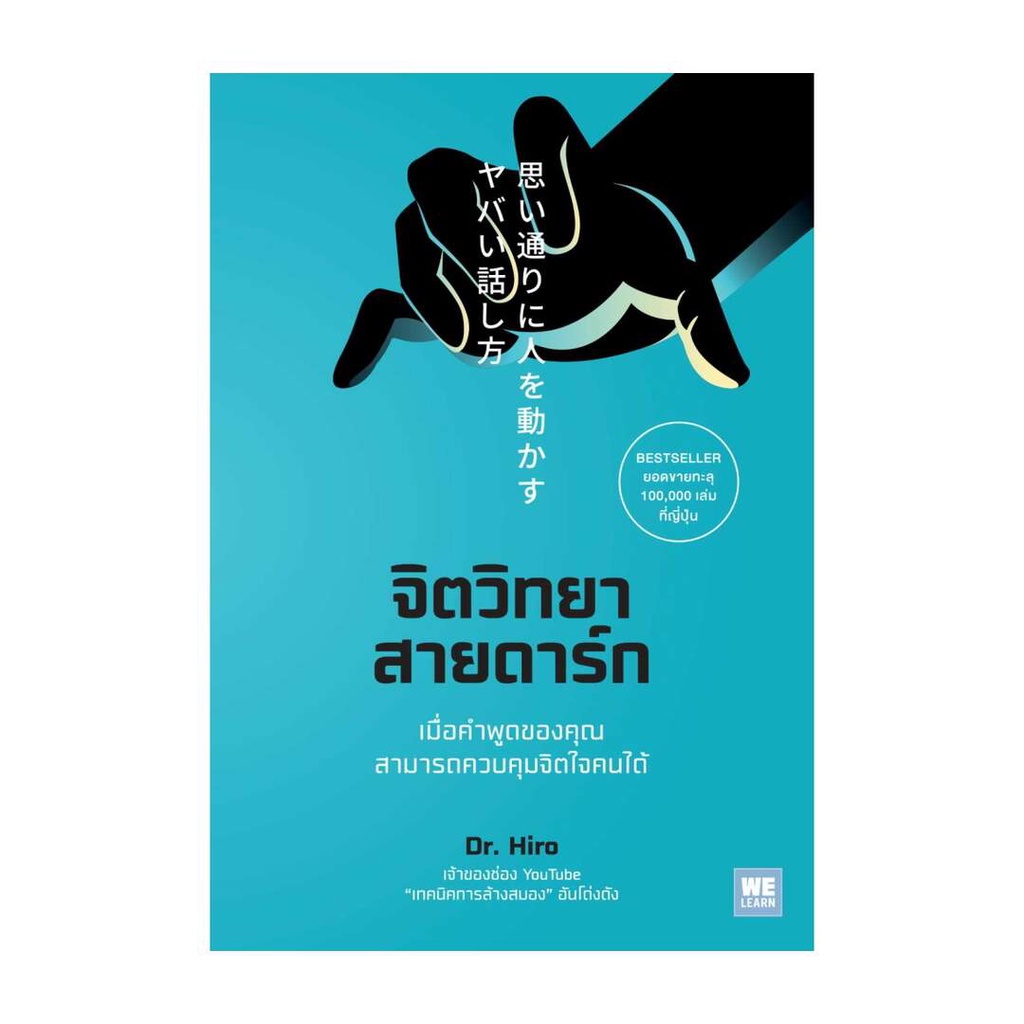 思い通りに人を動かす
ヤバい話し方
BESTSELLER
ยอดขายทะลุ
100,000 เล่ม
ที่ญี่ปุ่น
จิตวิทยา
สายดาร์ก
เมื่อคำพูดของคุณ
สามารถควบคุมจิตใจคนได้
Dr. Hiro
เจ้าของช่อง YouTube
“เทคนิคการล้างสมอง” อันโด่งดัง
WE
LEARN